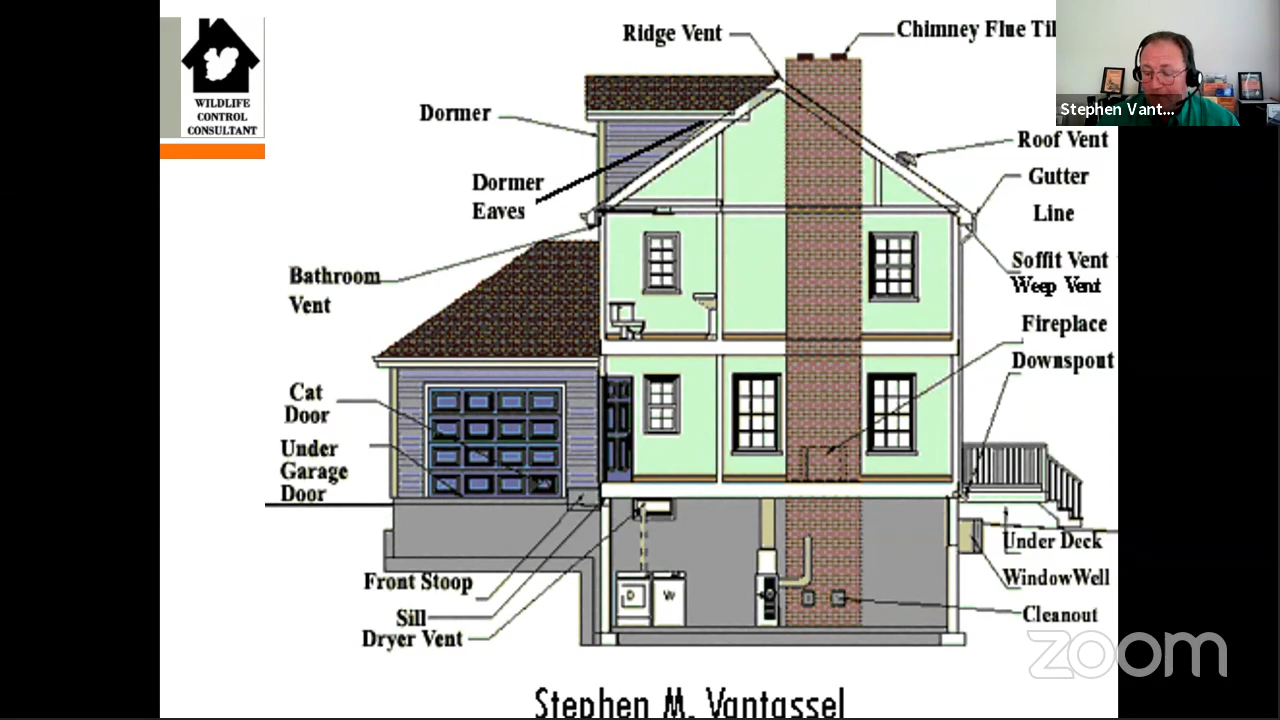 WILDLIFE
CONTROL
CONSULTANT
Ridge Vent
Chimney Flue Til
Stephen Vant...
Dormer
Roof Vent
Dormer
Eaves
Gutter
Line
Bathroom
Vent
Soffit Vent
Weep Vent
Fireplace
Downspout
Cat
Door
Under
Garage
Door
Under Deck
Front Stoop
Window Well
Sill
Cleanout
Dryer Vent
D
W
zoom
Stephen M. Vantassel